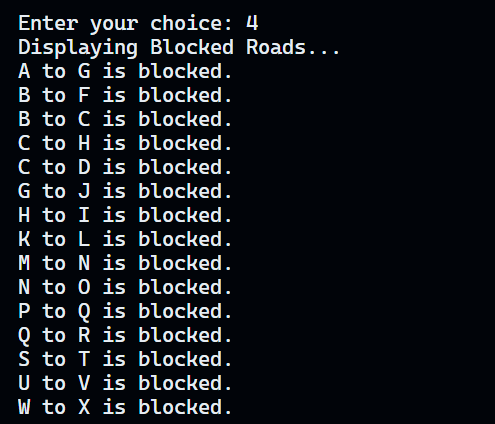 Enter your choice: 4
Displaying Blocked Roads...
A to G is blocked.
B to F is blocked.
B to C is blocked.
C to H is blocked.
C to D is blocked.
G to J is blocked.
H to I is blocked.
K to L is blocked.
M to N is blocked.
N to O is blocked.
P to Q is blocked.
Q to R is blocked.
S to T is blocked.
U to V is blocked.
W to X is blocked.